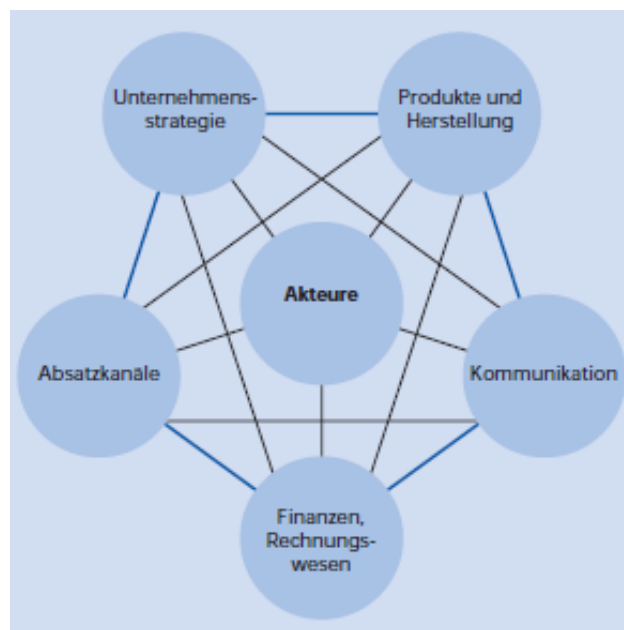 Unternehmens-
strategie
Produkte und
Herstellung
Akteure
Absatzkanäle
Kommunikation
Finanzen,
Rechnungs-
wesen